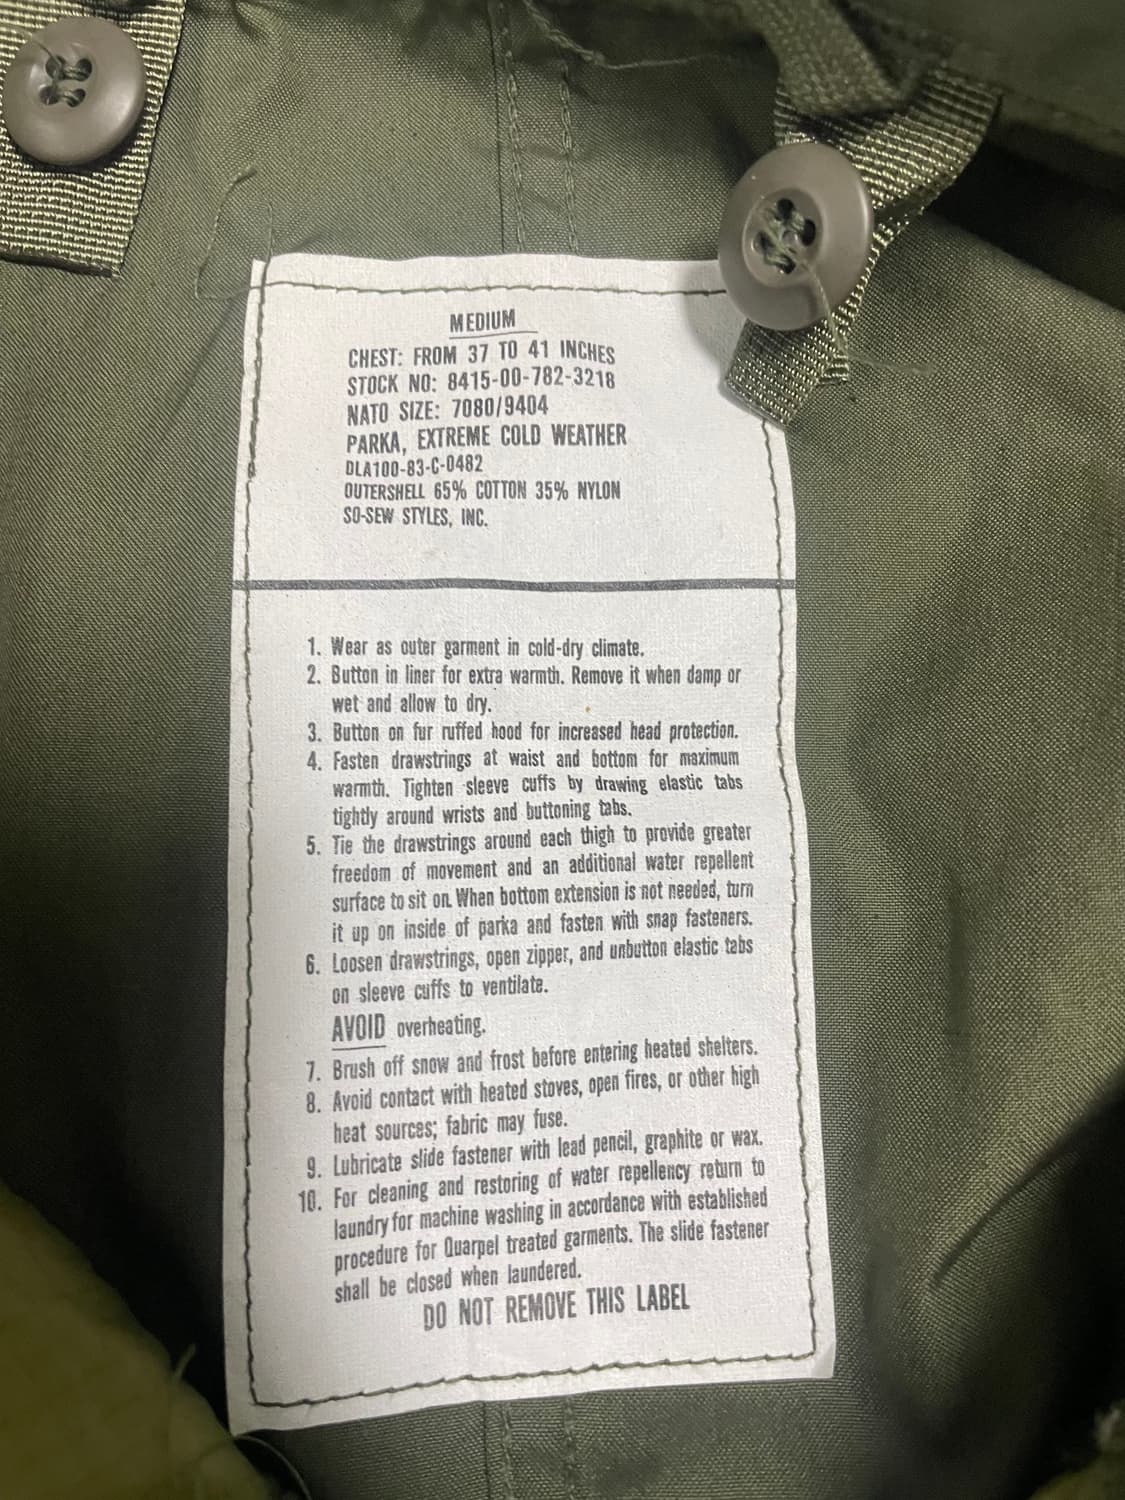 MEDIUM
CHEST: FROM 37 TO 41 INCHES
STOCK NO: 8415-00-782-3218
NATO SIZE: 7080/9404
PARKA, EXTREME COLD WEATHER
DLA100-83-C-0482
OUTERSHELL 65% COTTON 35% NYLON
SO-SEW STYLES, INC.
1. Wear as outer garment in cold-dry climate.
2. Button in liner for extra warmth. Remove it when damp or
wet and allow to dry.
3. Button on fur ruffed hood for increased head protection.
4. Fasten drawstrings at waist and bottom for maximum
warmth. Tighten sleeve cuffs by drawing elastic tabs
tightly around wrists and buttoning tabs.
5. Tie the drawstrings around each thigh to provide greater
freedom of movement and an additional water repellent
surface to sit on. When bottom extension is not needed, turn
it up on inside of parka and fasten with snap fasteners.
6. Loosen drawstrings, open zipper, and unbutton elastic tabs
on sleeve cuffs to ventilate.
AVOID overheating.
7. Brush off snow and frost before entering heated shelters.
8. Avoid contact with heated stoves, open fires, or other high
heat sources; fabric may fuse.
9. Lubricate slide fastener with lead pencil, graphite or wax.
10. For cleaning and restoring of water repellency return to
laundry for machine washing in accordance with established
procedure for Quarpel treated garments. The slide fastener
shall be closed when laundered.
DO NOT REMOVE THIS LABEL